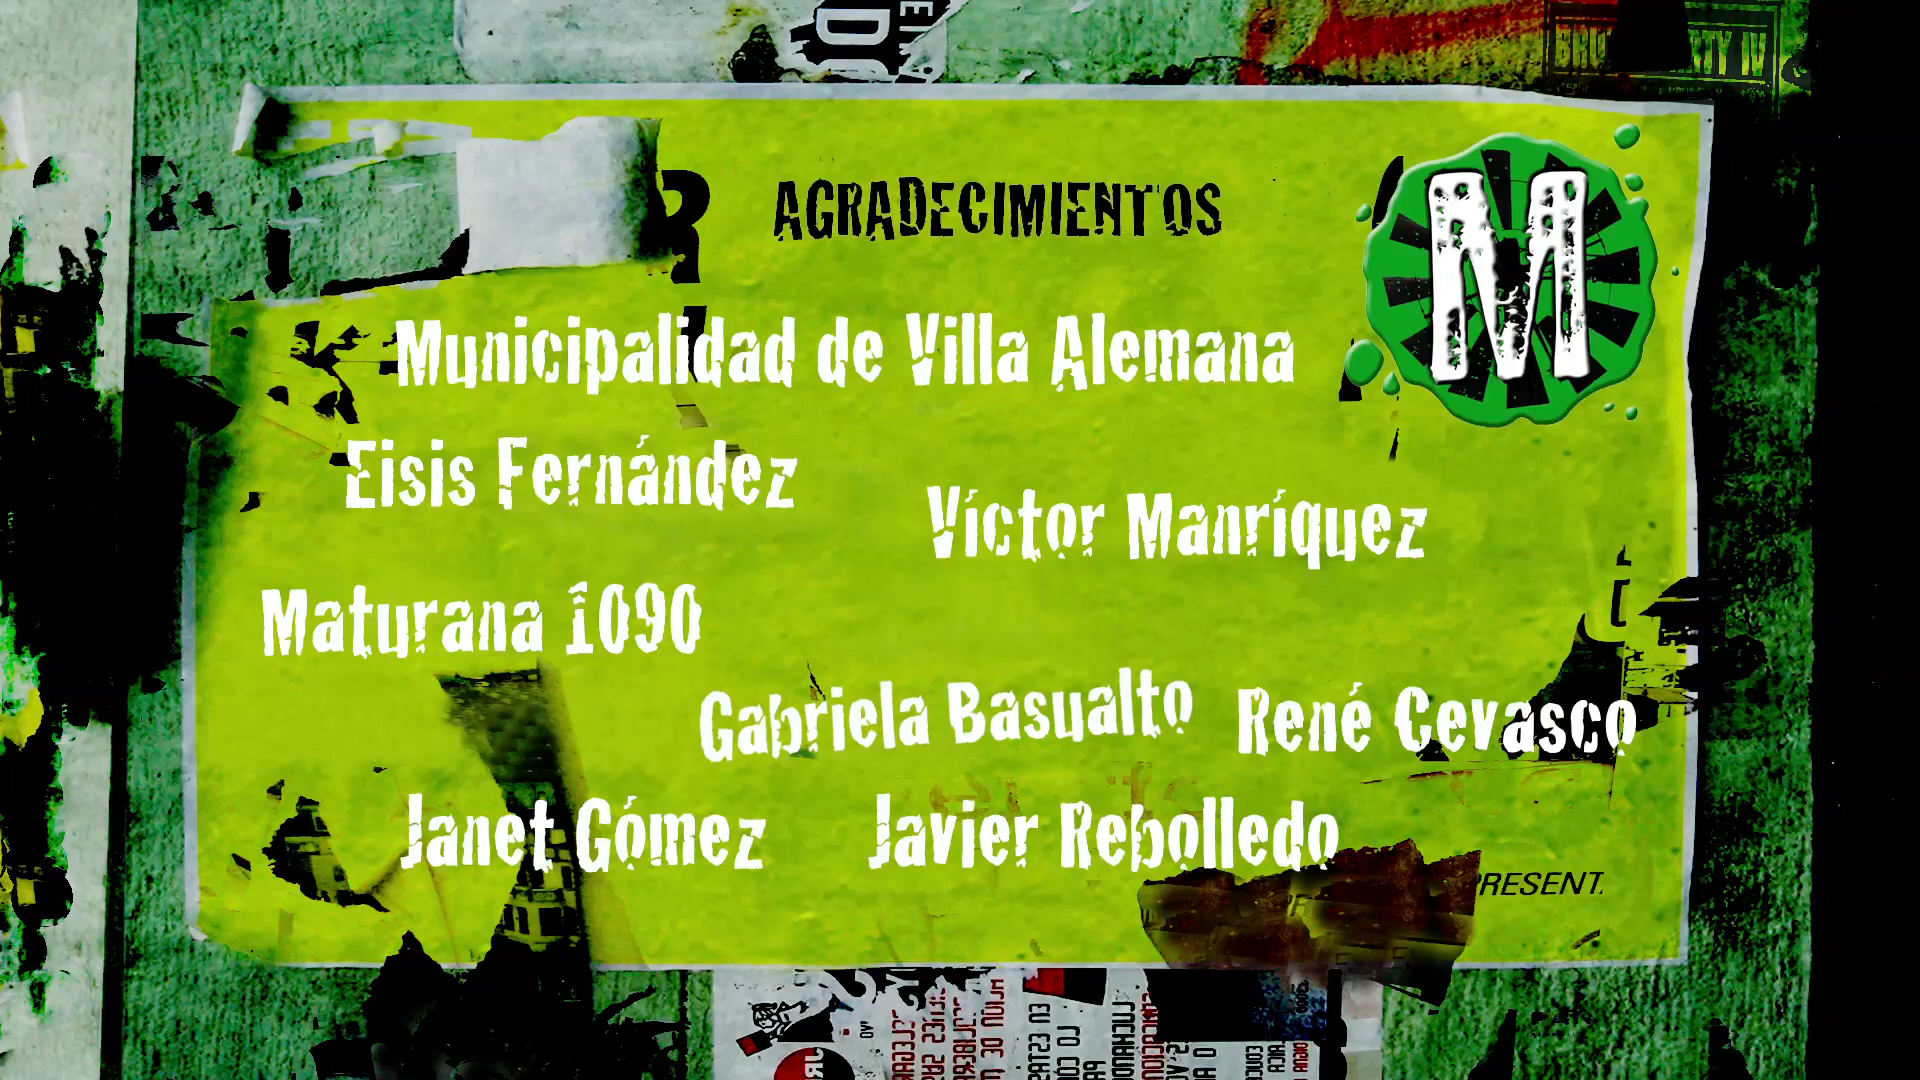 AGRADECIMIENTOS
M
Municipalidad de Villa Alemana
Eisis Fernández
Víctor Manríquez
Maturana 1090
Gabriela Basualto
René Cevasco
Janet Gómez
Javier Rebolledo
PRESENT.